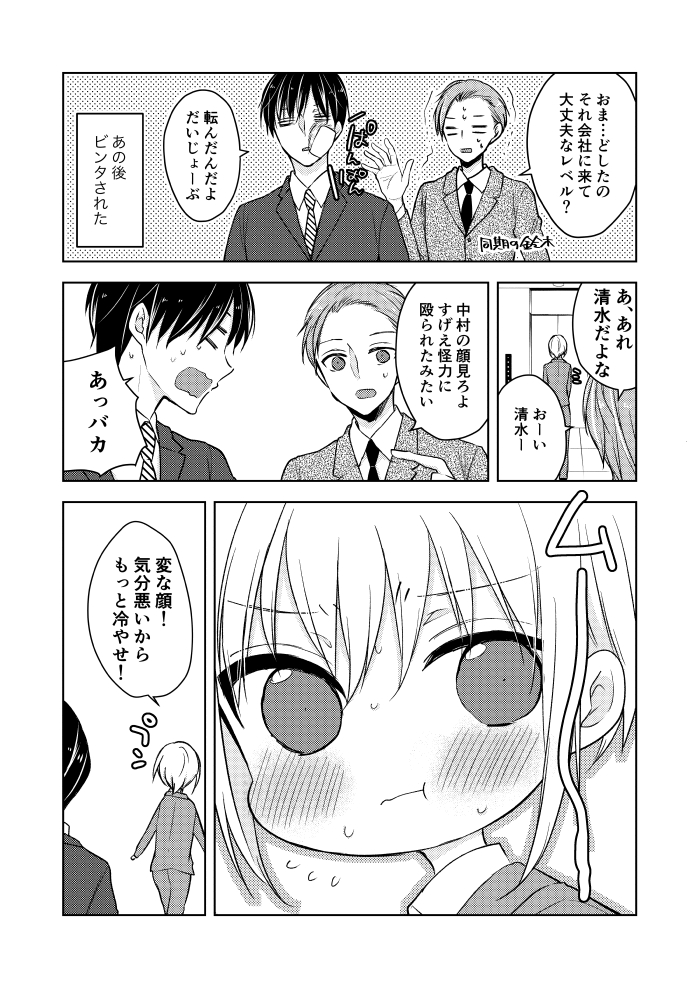 おま…どしたの
それ会社に来て
大丈夫なレベル?
ぱんぱん
同期の鈴木
転んだんだよ
だいじょーぶ
あの後
ビンタされた
あ、あれ
清水だよな
おーい
清水ー
中村の顔見ろよ
すげえ怪力に
殴られたみたい
あっバカ
ムー
変な顔!
気分悪いから
もっと冷やせ!